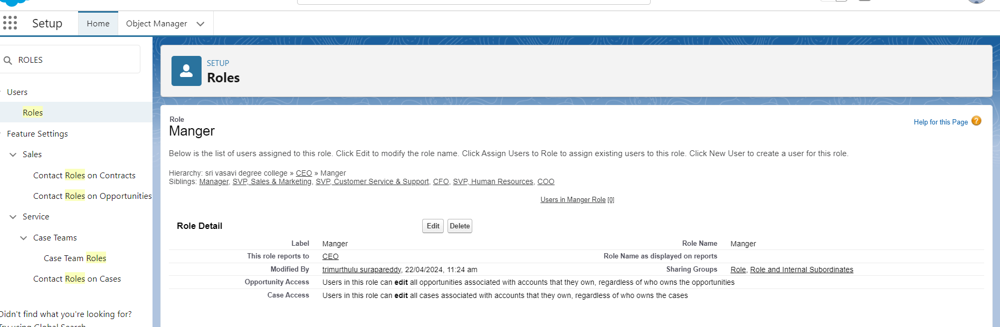 Setup
Home
Object Manager
ROLES
Users
Roles
Feature Settings
Sales
Contact Roles on Contracts
Contact Roles on Opportunities
Service
Case Teams
Case Team Roles
Contact Roles on Cases
Didn't find what you're looking for?
Try using Global Search
SETUP
Roles
Role
Manger
Help for this Page
Below is the list of users assigned to this role. Click Edit to modify the role name. Click Assign Users to Role to assign existing users to this role. Click New User to create a user for this role.
Hierarchy: sri vasavi degree college » CEO » Manger
Siblings: Manager, SVP, Sales & Marketing, SVP, Customer Service & Support, CFO, SVP, Human Resources, COO
Users in Manger Role [0]
Role Detail Edit Delete
Label Manger Role Name Manger
This role reports to CEO Role Name as displayed on reports
Modified By trimurthulu surapareddy, 22/04/2024, 11:24 am Sharing Groups Role, Role and Internal Subordinates
Opportunity Access Users in this role can edit all opportunities associated with accounts that they own, regardless of who owns the opportunities
Case Access Users in this role can edit all cases associated with accounts that they own, regardless of who owns the cases